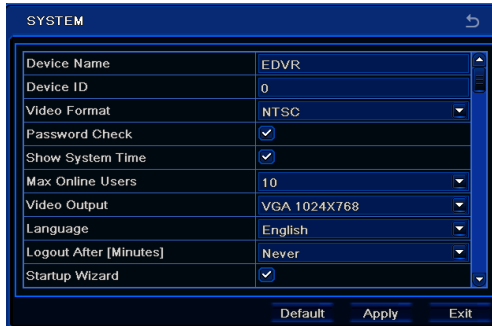 SYSTEM
Device Name EDVR
Device ID 0
Video Format NTSC
Password Check
Show System Time
Max Online Users 10
Video Output VGA 1024X768
Language English
Logout After [Minutes] Never
Startup Wizard
Default Apply Exit